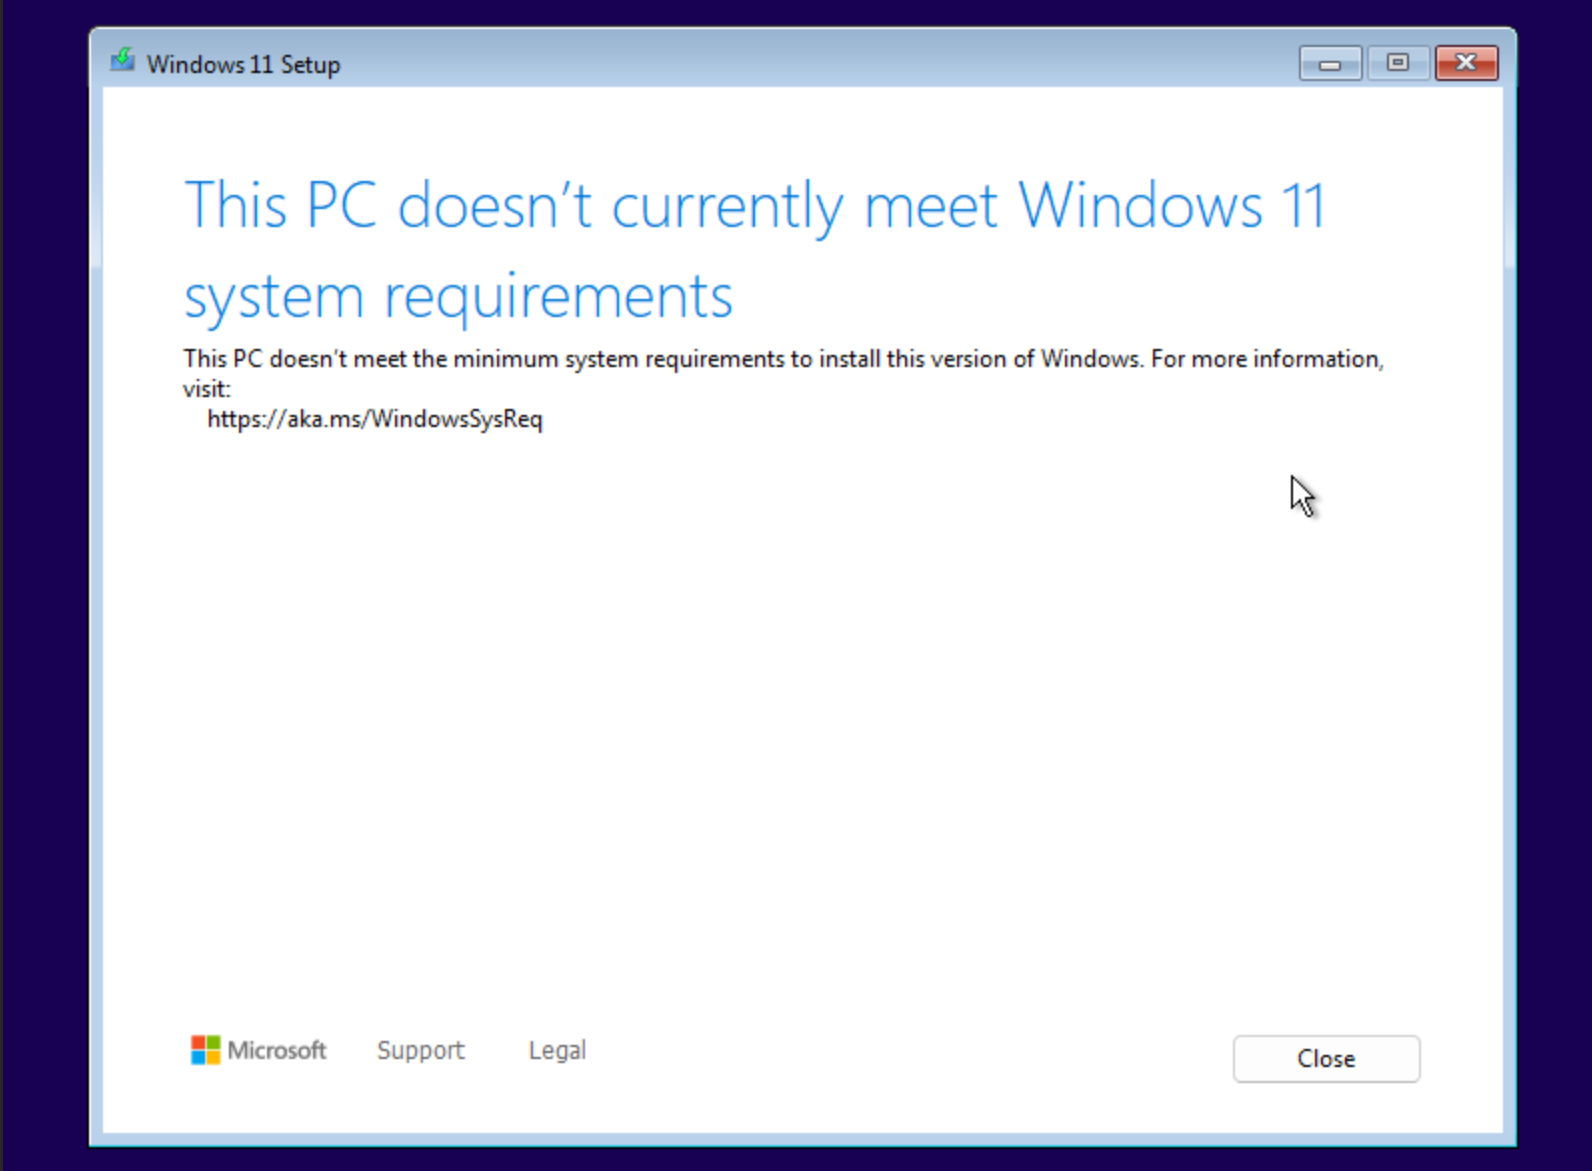 Windows 11 Setup
This PC doesn’t currently meet Windows 11
system requirements
This PC doesn’t meet the minimum system requirements to install this version of Windows. For more information,
visit:
https://aka.ms/WindowsSysReq
Microsoft Support Legal
Close